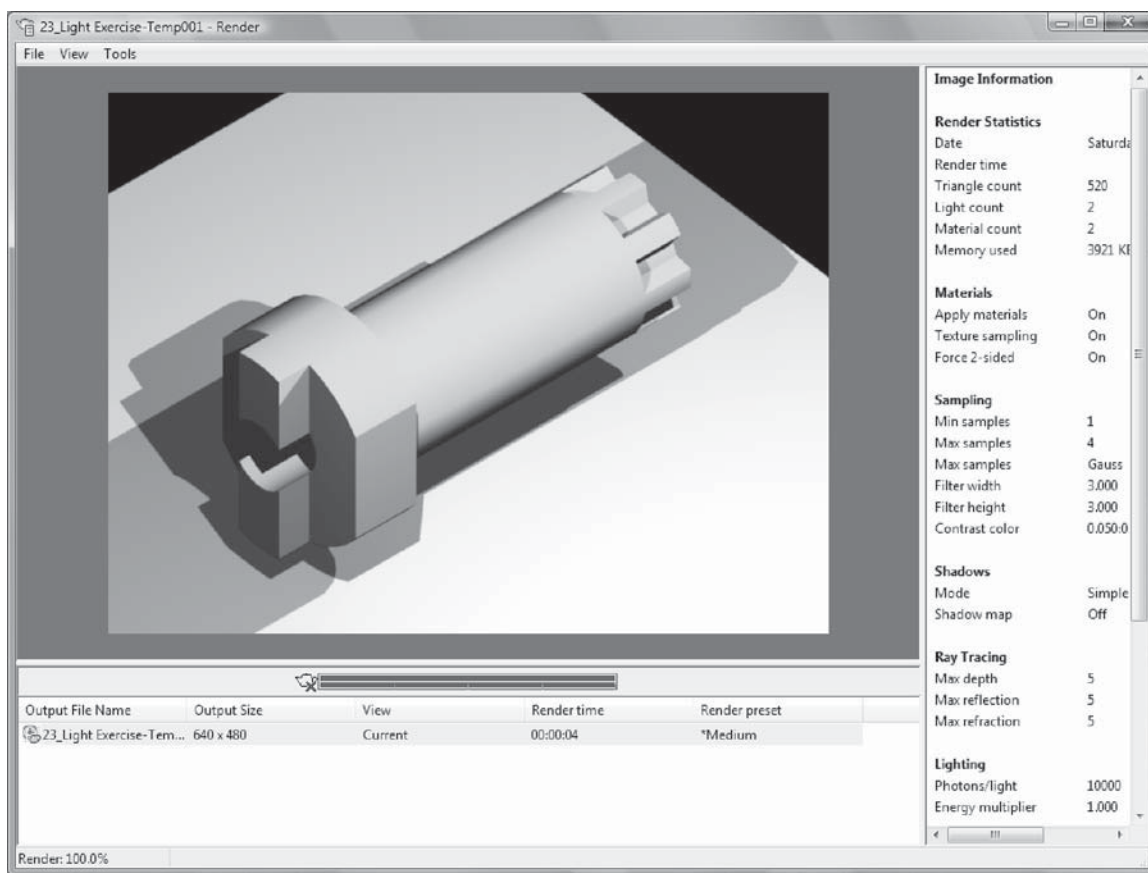 23_Light Exercise-Temp001 - Render
File View Tools
Image Information
Render Statistics
Date Saturda
Render time
Triangle count 520
Light count 2
Material count 2
Memory used 3921 KE
Materials
Apply materials On
Texture sampling On
Force 2-sided On
Sampling
Min samples 1
Max samples 4
Max samples Gauss
Filter width 3.000
Filter height 3.000
Contrast color 0.050:0
Shadows
Mode Simple
Shadow map Off
Ray Tracing
Max depth 5
Max reflection 5
Max refraction 5
Lighting
Photons/light 10000
Energy multiplier 1.000
Output File Name Output Size View Render time Render preset
23_Light Exercise-Tem... 640 x 480 Current 00:00:04 *Medium
Render: 100.0%